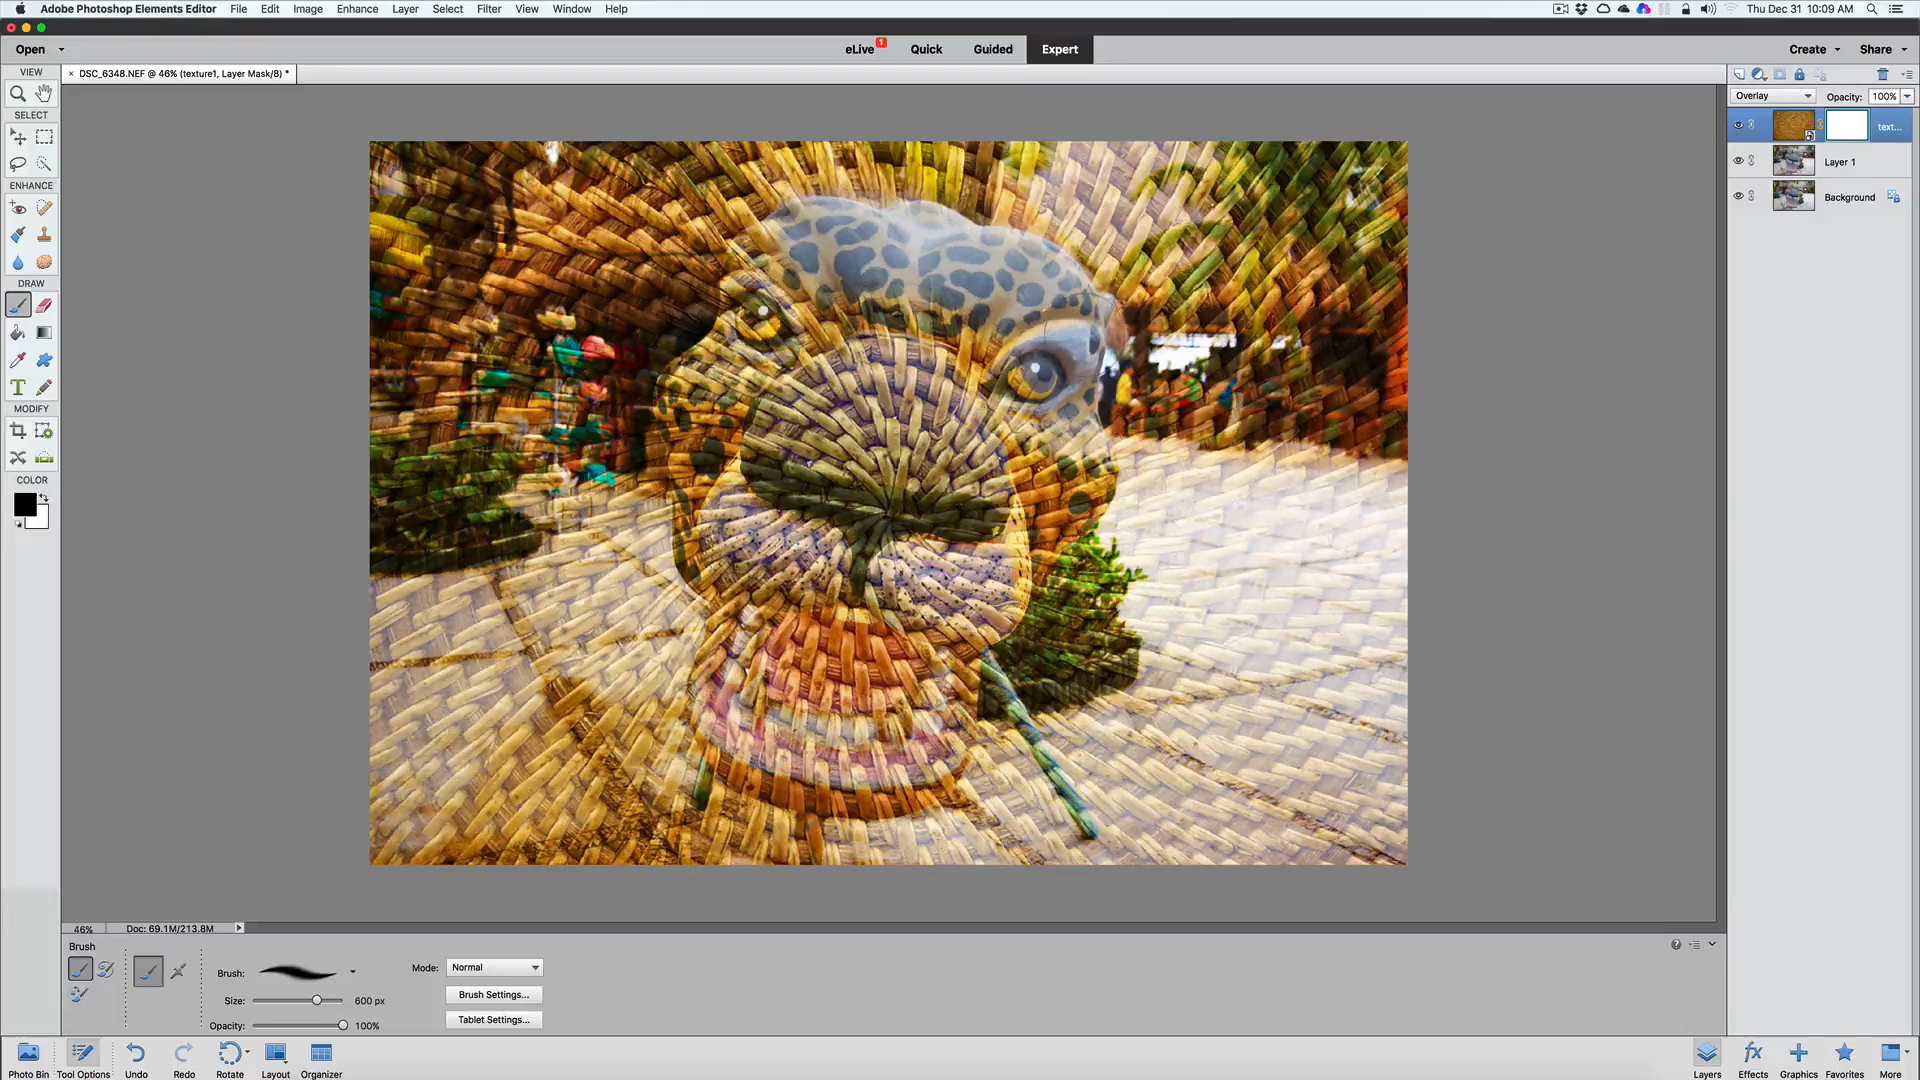 Adobe Photoshop Elements Editor File Edit Image Enhance Layer Select Filter View Window Help Thu Dec 31 10:09 AM
Open eLive 1 Quick Guided Expert Create Share
VIEW × DSC_6348.NEF @ 46% (texture1, Layer Mask/8) *
Overlay Opacity: 100%
SELECT
text...
Layer 1
ENHANCE
Background
DRAW
T
MODIFY
COLOR
46% Doc: 69.1M/213.8M
Brush
Brush: Mode: Normal
Size: 600 px Brush Settings...
Opacity: 100% Tablet Settings...
fx
Photo Bin Tool Options Undo Redo Rotate Layout Organizer Layers Effects Graphics Favorites More